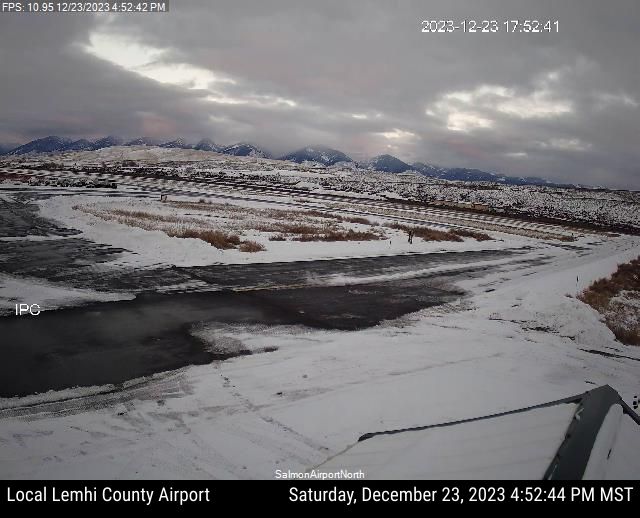 FPS: 10.95 12/23/2023 4:52:42 PM
2023-12-23 17:52:41
IPC
SalmonAirportNorth
Local Lemhi County Airport Saturday, December 23, 2023 4:52:44 PM MST